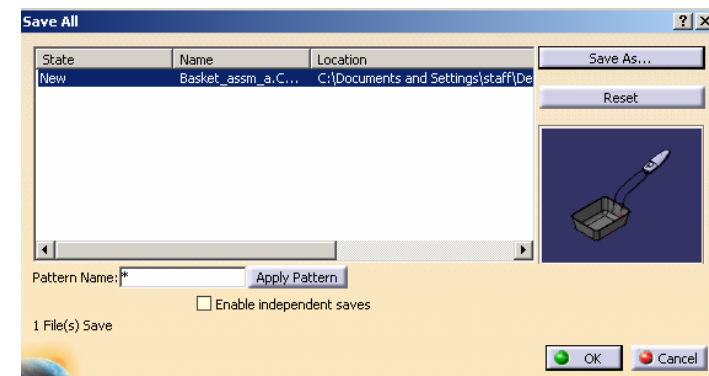 Save All
State Name Location Save As...
New Basket_assm_a.C... C:\Documents and Settings\staff\De
Reset
Pattern Name: * Apply Pattern
Enable independent saves
1 File(s) Save
OK Cancel